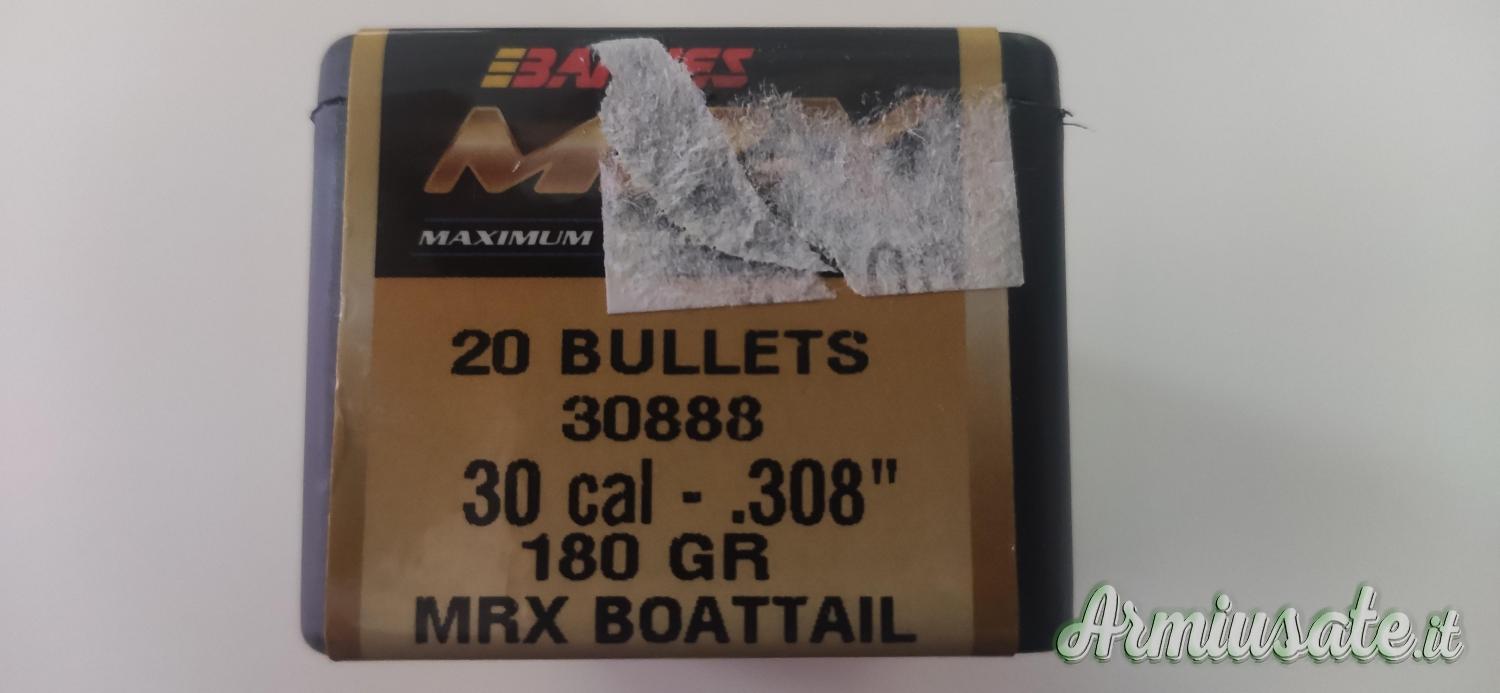 MAXIMUM
20 BULLETS
30888
30 cal - .308"
180 GR
MRX BOATTAIL
Armiusate.it